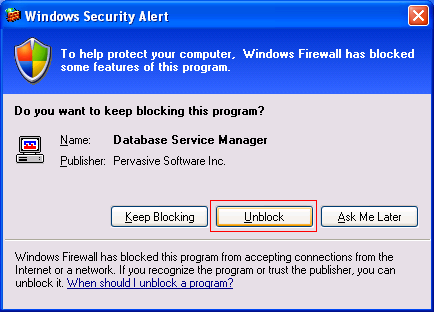 Windows Security Alert
To help protect your computer, Windows Firewall has blocked
some features of this program.
Do you want to keep blocking this program?
Name: Database Service Manager
Publisher: Pervasive Software Inc.
Keep Blocking Unblock Ask Me Later
Windows Firewall has blocked this program from accepting connections from the
Internet or a network. If you recognize the program or trust the publisher, you can
unblock it. When should I unblock a program?